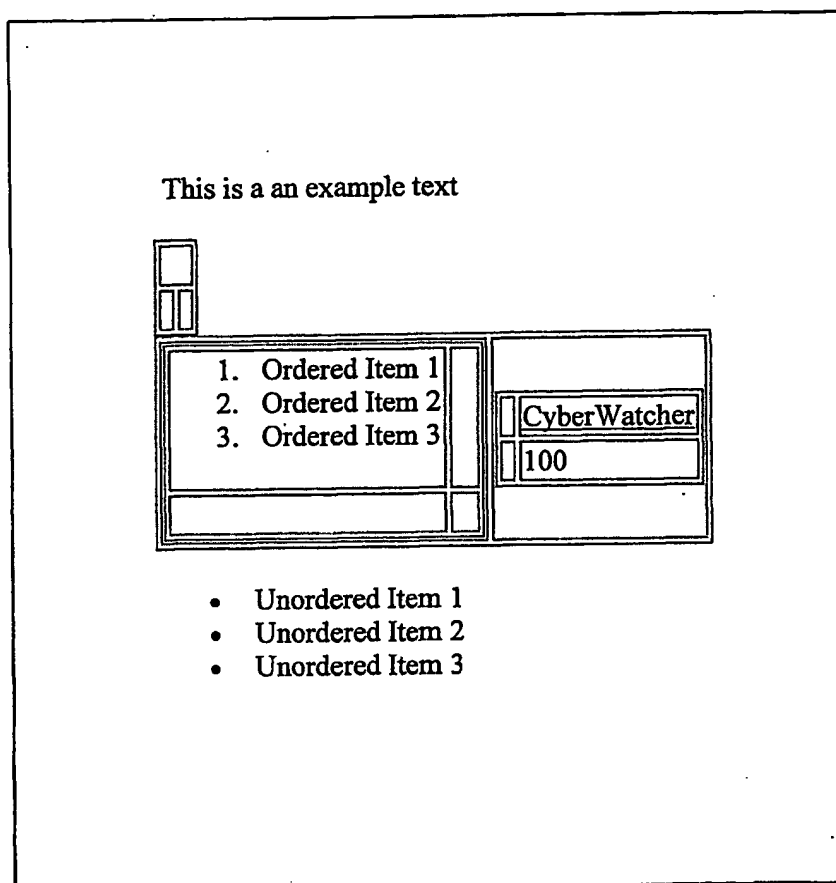 This is a an example text
1. Ordered Item 1
2. Ordered Item 2
3. Ordered Item 3
CyberWatcher
100
• Unordered Item 1
• Unordered Item 2
• Unordered Item 3